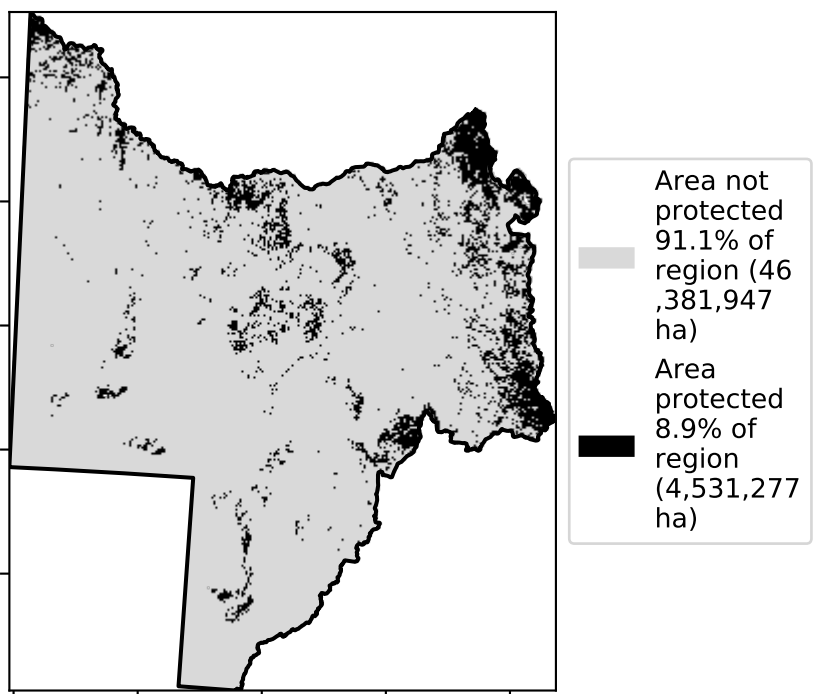 Area not
protected
91.1% of
region (46
,381,947
ha)
Area
protected
8.9% of
region
(4,531,277
ha)